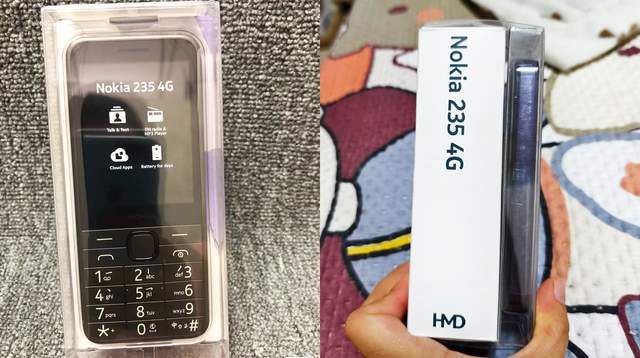 Nokia 235 4G
Talk & Text
FM radio &
MP3 Player
Cloud Apps
Battery for days
1
2 abc
3 def
4 ghi
5 jkl
6 mno
7 pqrs
8 tuv
9 wxyz
*
0
#
Nokia 235 4G
HMD